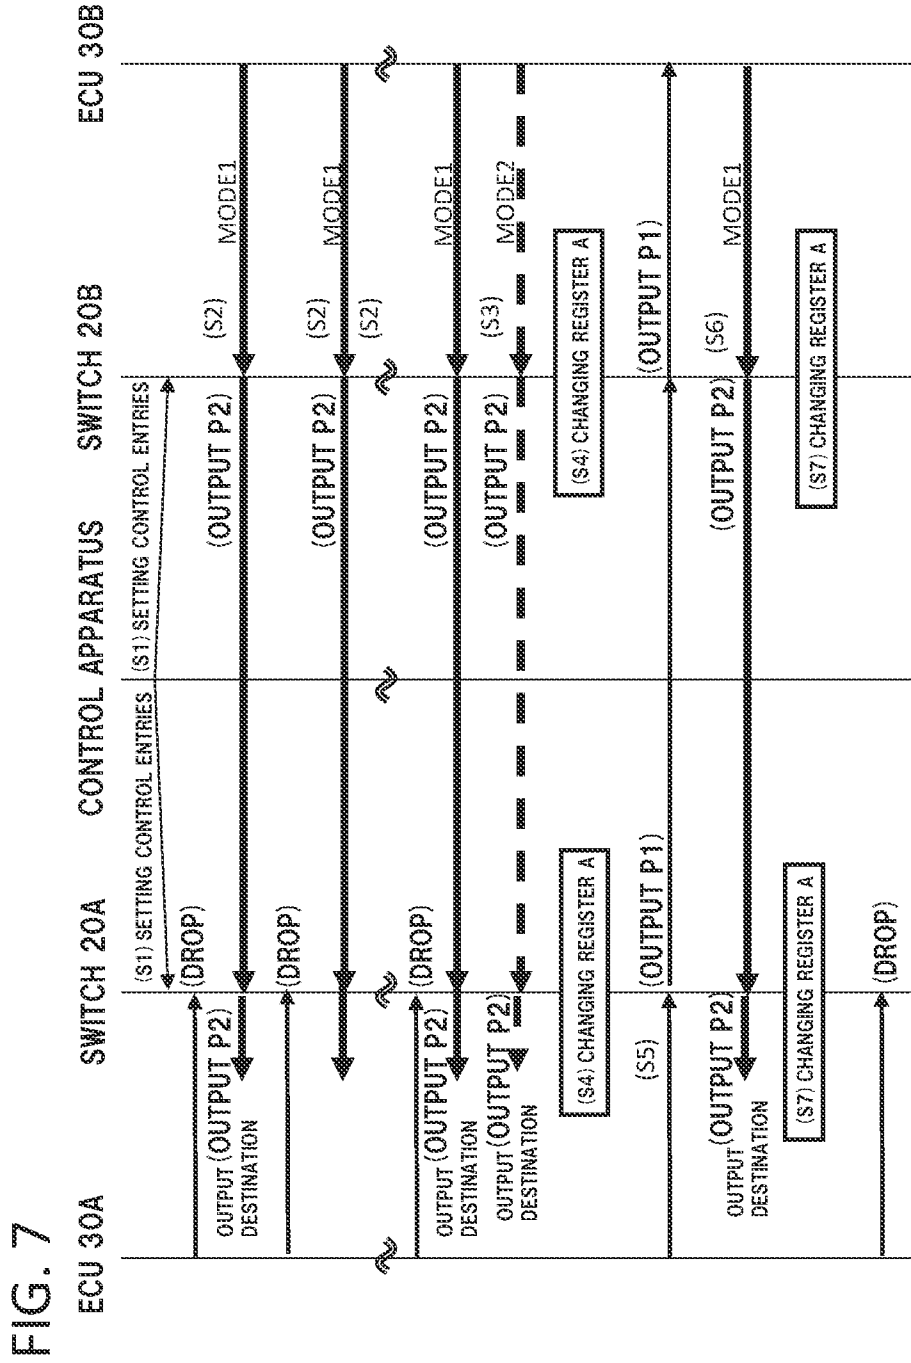 FIG. 7
ECU 30A
SWITCH 20A
CONTROL APPARATUS
SWITCH 20B
ECU 30B
(S1) SETTING CONTROL ENTRIES
(S1) SETTING CONTROL ENTRIES
(DROP)
OUTPUT
DESTINATION
(OUTPUT P2)
(OUTPUT P2)
(S2)
MODE1
(DROP)
(OUTPUT P2)
(S2)
MODE1
(S2)
(DROP)
OUTPUT
DESTINATION
(OUTPUT P2)
(OUTPUT P2)
MODE1
OUTPUT
DESTINATION
(OUTPUT P2)
(OUTPUT P2)
(S3)
MODE2
(S4) CHANGING REGISTER A
(S4) CHANGING REGISTER A
(S5)
(OUTPUT P1)
(OUTPUT P1)
OUTPUT
DESTINATION
(OUTPUT P2)
(OUTPUT P2)
(S6)
MODE1
(S7) CHANGING REGISTER A
(S7) CHANGING REGISTER A
(DROP)